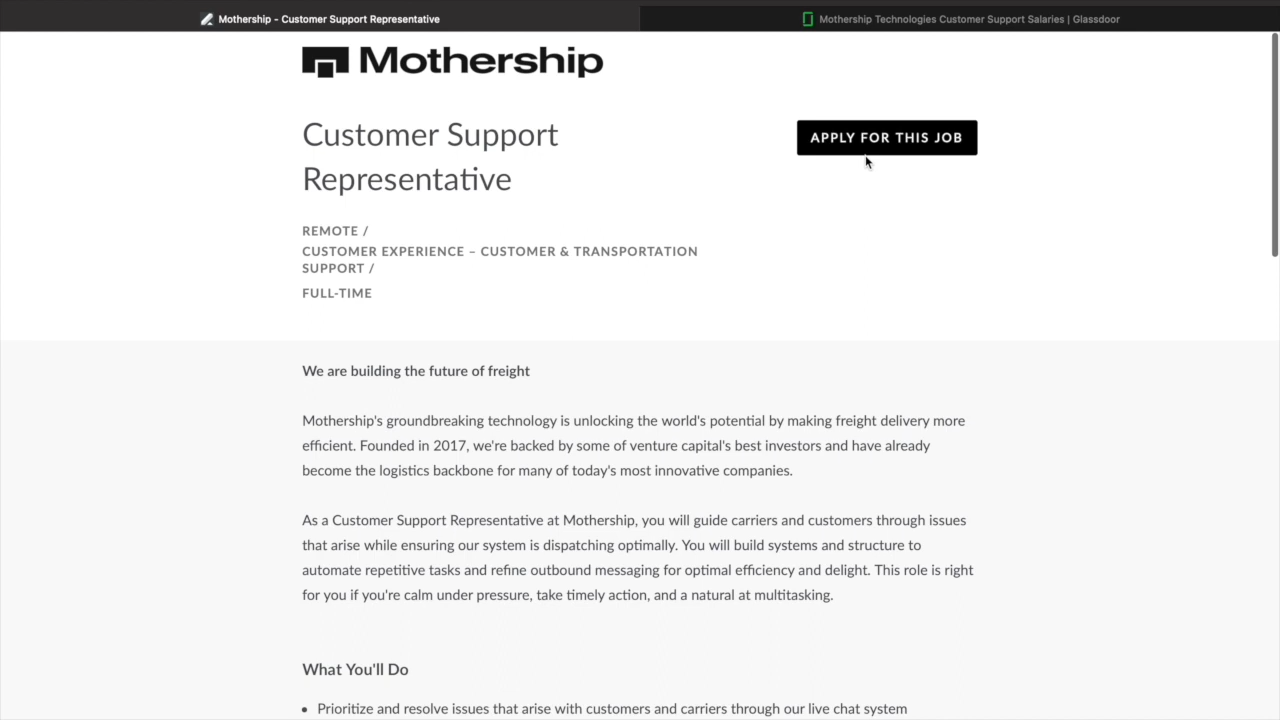 Mothership - Customer Support Representative
Mothership Technologies Customer Support Salaries | Glassdoor
Mothership
Customer Support
Representative
APPLY FOR THIS JOB
REMOTE /
CUSTOMER EXPERIENCE – CUSTOMER & TRANSPORTATION
SUPPORT /
FULL-TIME
We are building the future of freight
Mothership's groundbreaking technology is unlocking the world's potential by making freight delivery more
efficient. Founded in 2017, we're backed by some of venture capital's best investors and have already
become the logistics backbone for many of today's most innovative companies.
As a Customer Support Representative at Mothership, you will guide carriers and customers through issues
that arise while ensuring our system is dispatching optimally. You will build systems and structure to
automate repetitive tasks and refine outbound messaging for optimal efficiency and delight. This role is right
for you if you're calm under pressure, take timely action, and a natural at multitasking.
What You'll Do
• Prioritize and resolve issues that arise with customers and carriers through our live chat system